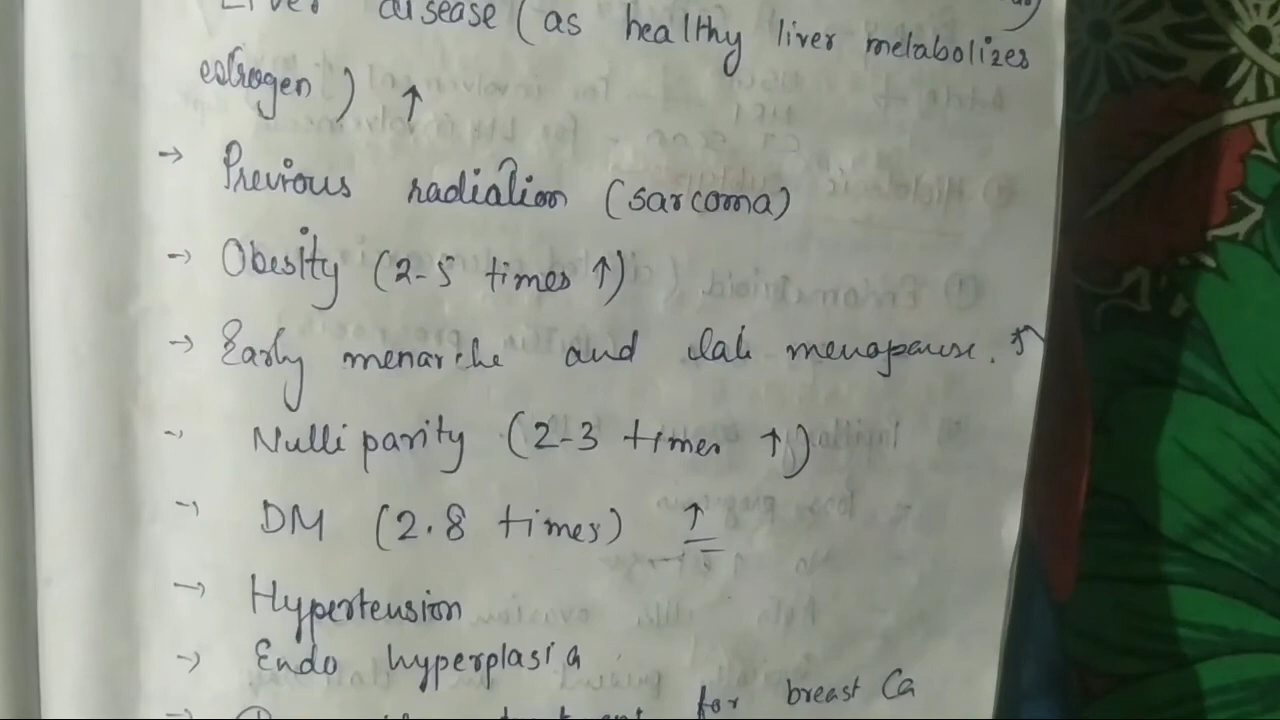 Liver disease (as healthy liver metabolizes
estrogen) ↑
→ Previous radiation (sarcoma)
→ Obesity (2-5 times ↑)
→ Early menarche and late menopause. ↑
→ Nulliparity (2-3 times ↑)
→ DM (2.8 times) ↑
→ Hypertension
→ Endo hyperplasia
→ for breast Ca